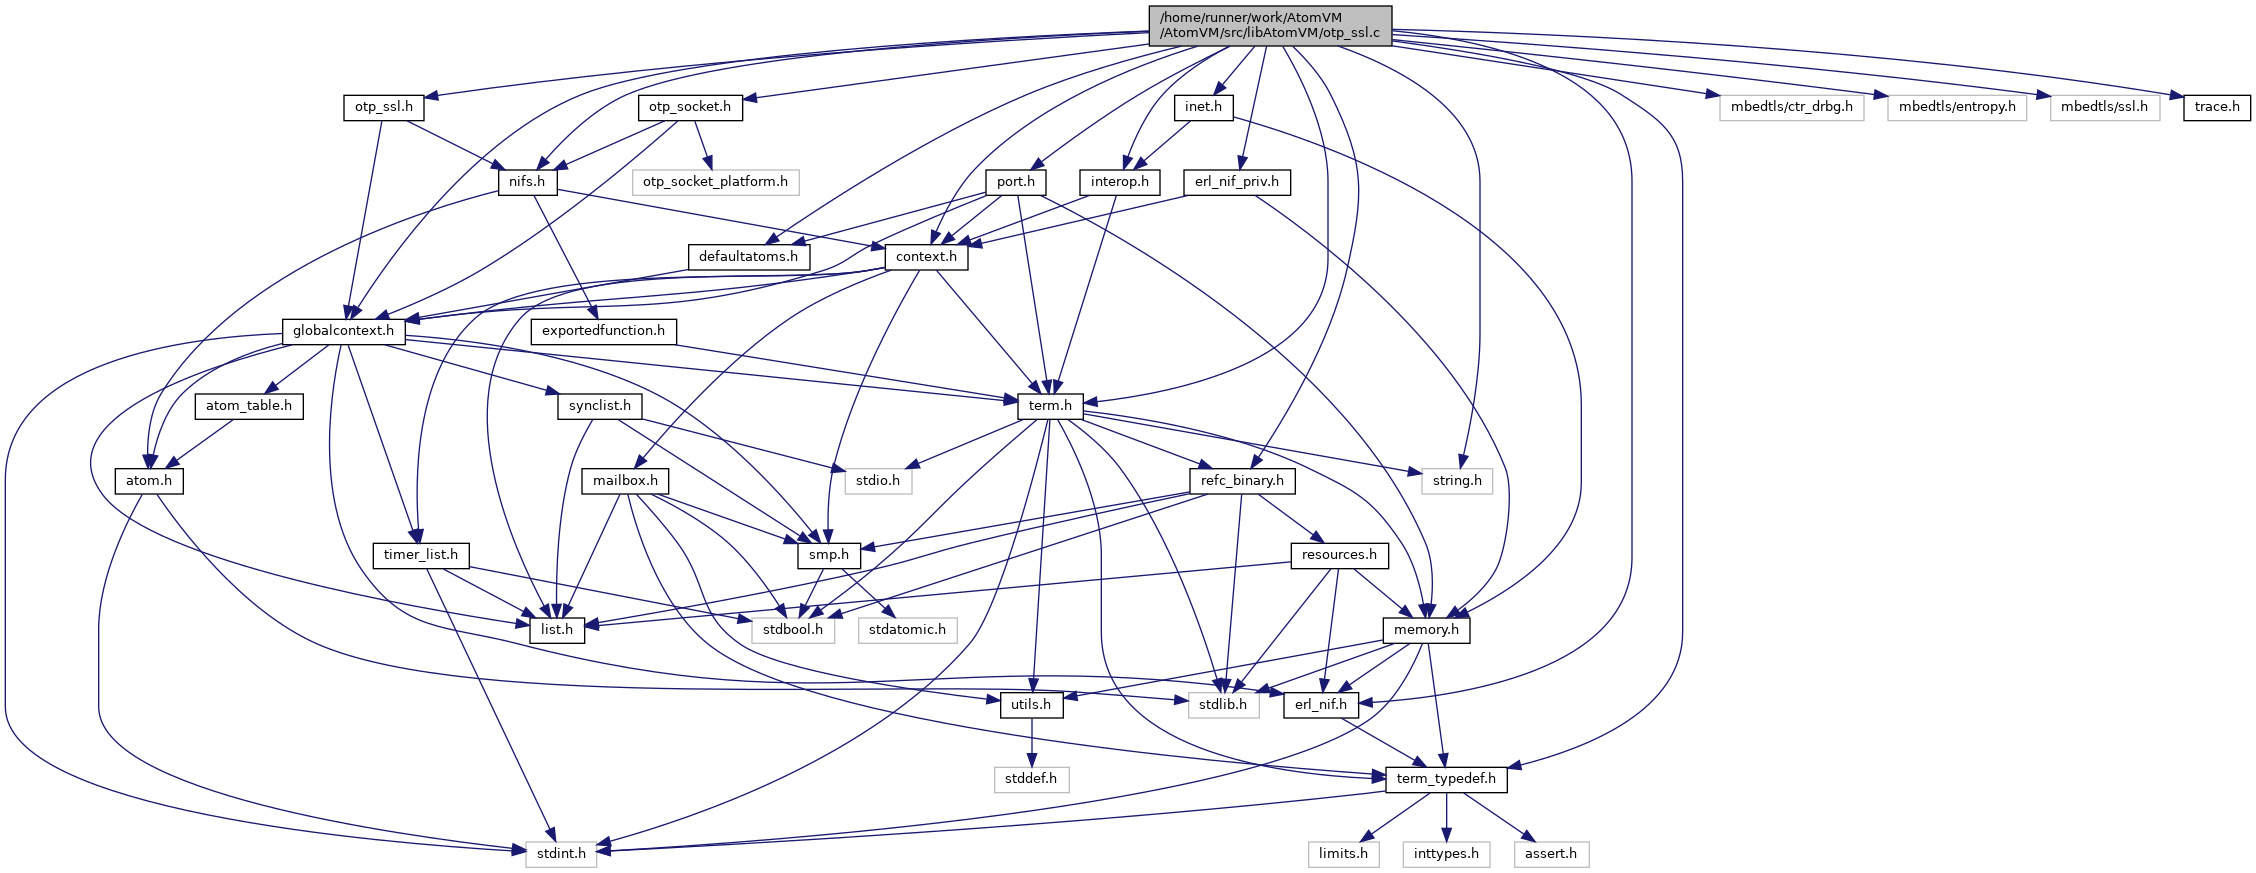 /home/runner/work/AtomVM
/AtomVM/src/libAtomVM/otp_ssl.c
otp_ssl.h
otp_socket.h
inet.h
mbedtls/ctr_drbg.h
mbedtls/entropy.h
mbedtls/ssl.h
trace.h
nifs.h
otp_socket_platform.h
port.h
interop.h
erl_nif_priv.h
defaultatoms.h
context.h
globalcontext.h
exportedfunction.h
atom_table.h
synclist.h
term.h
atom.h
mailbox.h
stdio.h
refc_binary.h
string.h
timer_list.h
smp.h
resources.h
list.h
stdbool.h
stdatomic.h
memory.h
utils.h
stdlib.h
erl_nif.h
stddef.h
term_typedef.h
stdint.h
limits.h
inttypes.h
assert.h